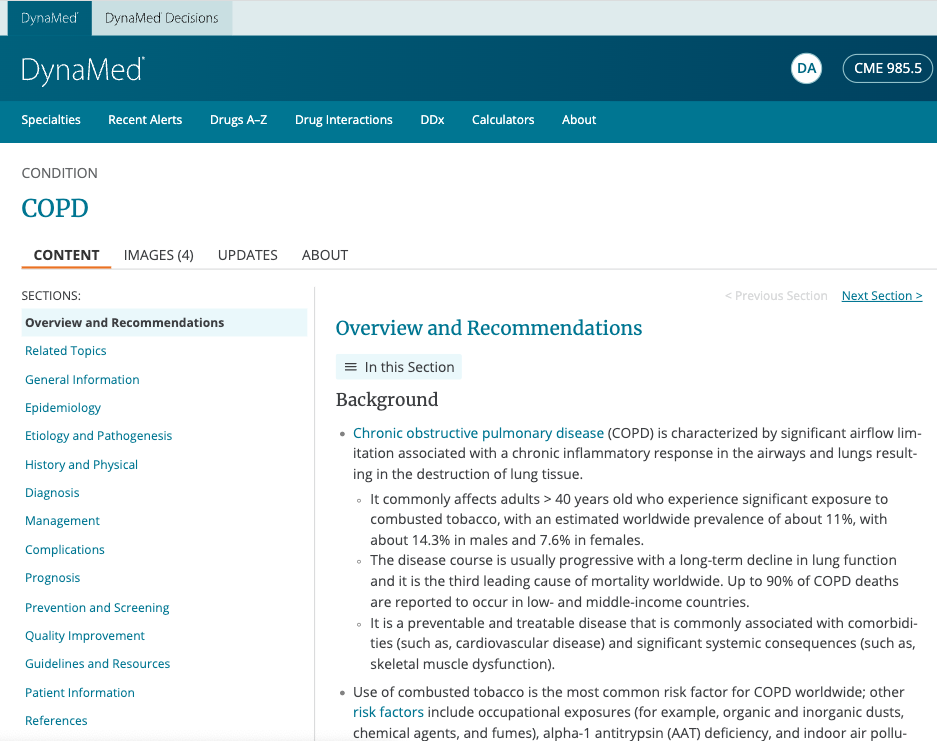 DynaMed® DynaMed Decisions
DynaMed®
DA CME 985.5
Specialties Recent Alerts Drugs A–Z Drug Interactions DDx Calculators About
CONDITION
COPD
CONTENT IMAGES (4) UPDATES ABOUT
SECTIONS:
Overview and Recommendations
Related Topics
General Information
Epidemiology
Etiology and Pathogenesis
History and Physical
Diagnosis
Management
Complications
Prognosis
Prevention and Screening
Quality Improvement
Guidelines and Resources
Patient Information
References
< Previous Section Next Section >
Overview and Recommendations
In this Section
Background
• Chronic obstructive pulmonary disease (COPD) is characterized by significant airflow lim-
itation associated with a chronic inflammatory response in the airways and lungs result-
ing in the destruction of lung tissue.
◦ It commonly affects adults > 40 years old who experience significant exposure to
combusted tobacco, with an estimated worldwide prevalence of about 11%, with
about 14.3% in males and 7.6% in females.
◦ The disease course is usually progressive with a long-term decline in lung function
and it is the third leading cause of mortality worldwide. Up to 90% of COPD deaths
are reported to occur in low- and middle-income countries.
◦ It is a preventable and treatable disease that is commonly associated with comorbidi-
ties (such as, cardiovascular disease) and significant systemic consequences (such as,
skeletal muscle dysfunction).
• Use of combusted tobacco is the most common risk factor for COPD worldwide; other
risk factors include occupational exposures (for example, organic and inorganic dusts,
chemical agents, and fumes), alpha-1 antitrypsin (AAT) deficiency, and indoor air pollu-